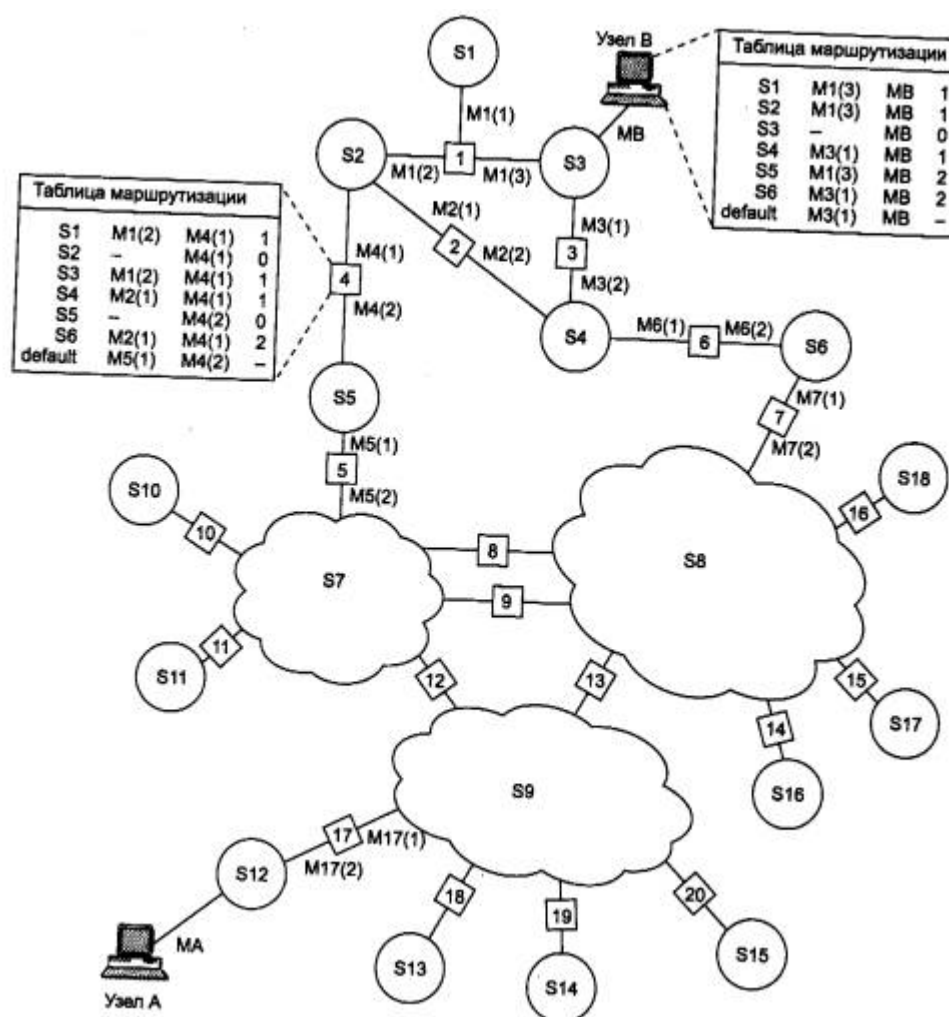 S1
Узел B
Таблица маршрутизации
S1 M1(3) MB 1
S2 M1(3) MB 1
S3 – MB 0
S4 M3(1) MB 1
S5 M1(3) MB 2
S6 M3(1) MB 2
default M3(1) MB –
M1(1)
MB
S2
1
S3
M1(2)
M1(3)
Таблица маршрутизации
S1 M1(2) M4(1) 1
S2 – M4(1) 0
S3 M1(2) M4(1) 1
S4 M2(1) M4(1) 1
S5 – M4(2) 0
S6 M2(1) M4(1) 2
default M5(1) M4(2) –
M2(1)
2
M2(2)
M3(1)
3
M3(2)
M4(1)
4
M4(2)
S4
M6(1)
6
M6(2)
S6
S5
M7(1)
7
M7(2)
M5(1)
5
M5(2)
S10
10
S18
16
8
S7
S8
9
11
S11
12
13
15
S17
14
S16
S9
17
M17(1)
M17(2)
S12
18
19
20
MA
S13
S14
S15
Узел A